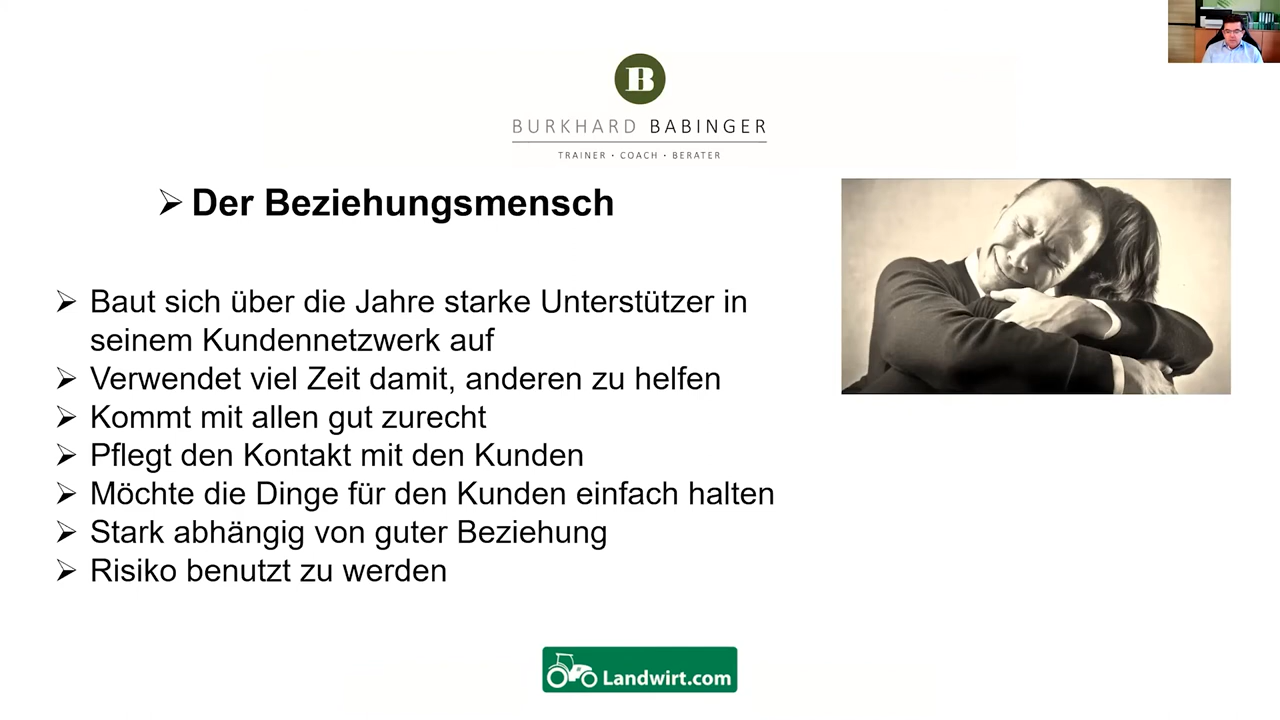 B
BURKHARD BABINGER
TRAINER • COACH • BERATER
➢ Der Beziehungsmensch
➢ Baut sich über die Jahre starke Unterstützer in
seinem Kundennetzwerk auf
➢ Verwendet viel Zeit damit, anderen zu helfen
➢ Kommt mit allen gut zurecht
➢ Pflegt den Kontakt mit den Kunden
➢ Möchte die Dinge für den Kunden einfach halten
➢ Stark abhängig von guter Beziehung
➢ Risiko benutzt zu werden
Landwirt.com